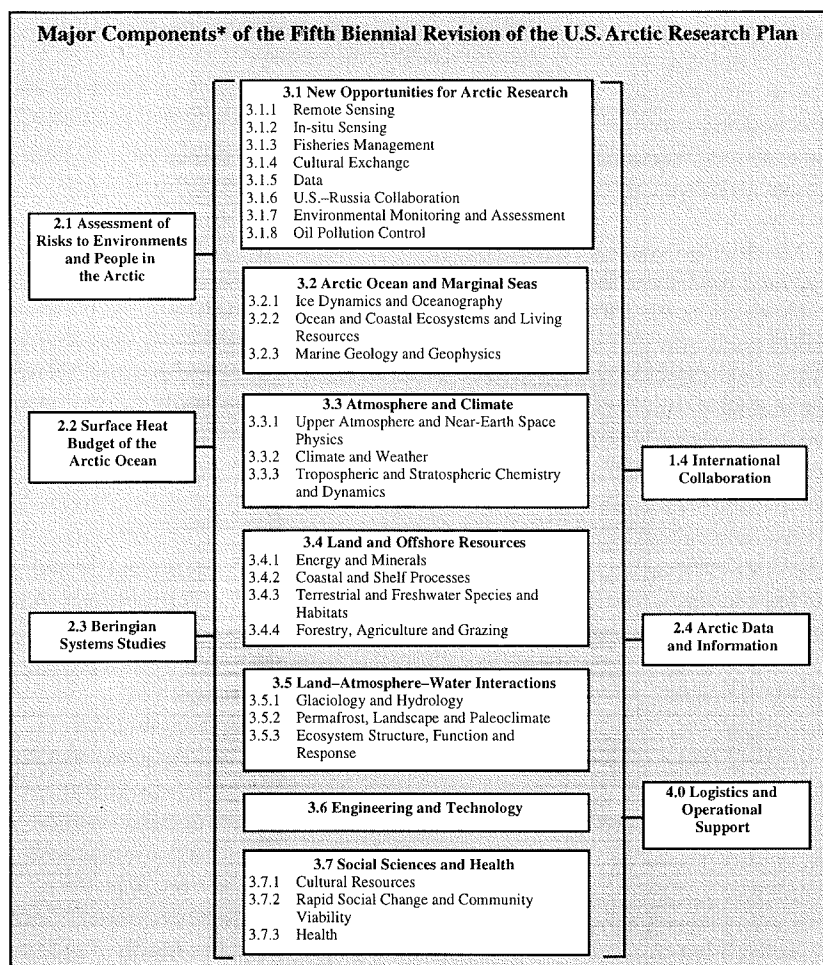 Major Components* of the Fifth Biennial Revision of the U.S. Arctic Research Plan
2.1 Assessment of
Risks to Environments
and People in
the Arctic
2.2 Surface Heat
Budget of the
Arctic Ocean
2.3 Beringian
Systems Studies
3.1 New Opportunities for Arctic Research
3.1.1 Remote Sensing
3.1.2 In-situ Sensing
3.1.3 Fisheries Management
3.1.4 Cultural Exchange
3.1.5 Data
3.1.6 U.S.–Russia Collaboration
3.1.7 Environmental Monitoring and Assessment
3.1.8 Oil Pollution Control
3.2 Arctic Ocean and Marginal Seas
3.2.1 Ice Dynamics and Oceanography
3.2.2 Ocean and Coastal Ecosystems and Living
Resources
3.2.3 Marine Geology and Geophysics
3.3 Atmosphere and Climate
3.3.1 Upper Atmosphere and Near-Earth Space
Physics
3.3.2 Climate and Weather
3.3.3 Tropospheric and Stratospheric Chemistry
and Dynamics
3.4 Land and Offshore Resources
3.4.1 Energy and Minerals
3.4.2 Coastal and Shelf Processes
3.4.3 Terrestrial and Freshwater Species and
Habitats
3.4.4 Forestry, Agriculture and Grazing
3.5 Land–Atmosphere–Water Interactions
3.5.1 Glaciology and Hydrology
3.5.2 Permafrost, Landscape and Paleoclimate
3.5.3 Ecosystem Structure, Function and
Response
3.6 Engineering and Technology
3.7 Social Sciences and Health
3.7.1 Cultural Resources
3.7.2 Rapid Social Change and Community
Viability
3.7.3 Health
1.4 International
Collaboration
2.4 Arctic Data
and Information
4.0 Logistics and
Operational
Support